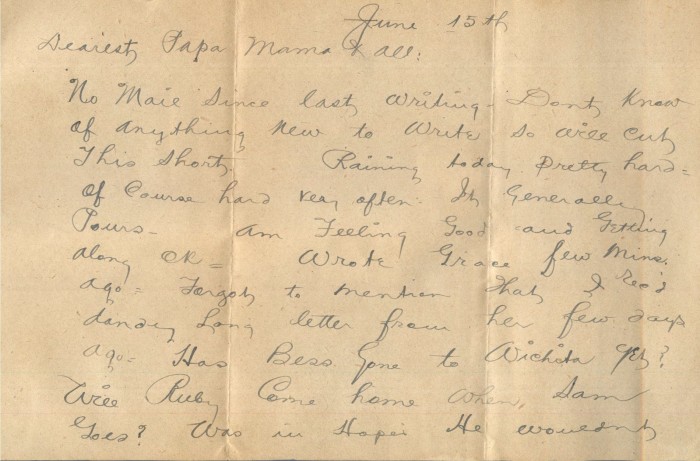 June 15th
Dearest Papa Mama & all:
No Mail Since last writing - Dont Know
of anything New to Write so will cut
This Short. Raining today pretty hard =
of Course hard very often. It Generally
Pours - am Feeling Good and Getting
along OK = Wrote Grace few Mins.
ago = Forgot to mention that I Rec'd
dandy Long letter from her few days
ago = Has Bess Gone to Wichita Yet?
Will Ruby Come home when Sam
Goes? Was in Hopes He wouldnt